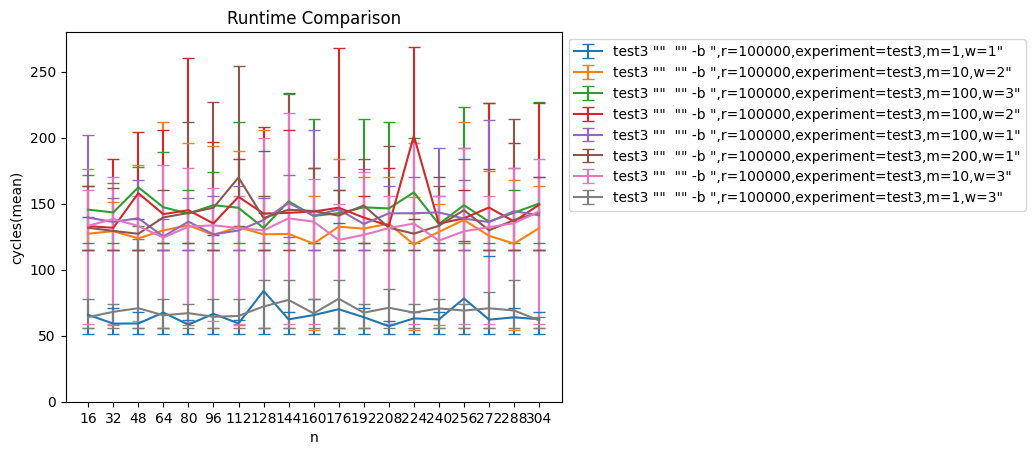 Runtime Comparison
250
200
150
100
50
0
cycles(mean)
16 32 48 64 80 96 112 128 144 160 176 192 208 224 240 256 272 288 304
n
test3 "" "" -b ",r=100000,experiment=test3,m=1,w=1"
test3 "" "" -b ",r=100000,experiment=test3,m=10,w=2"
test3 "" "" -b ",r=100000,experiment=test3,m=100,w=3"
test3 "" "" -b ",r=100000,experiment=test3,m=100,w=2"
test3 "" "" -b ",r=100000,experiment=test3,m=100,w=1"
test3 "" "" -b ",r=100000,experiment=test3,m=200,w=1"
test3 "" "" -b ",r=100000,experiment=test3,m=10,w=3"
test3 "" "" -b ",r=100000,experiment=test3,m=1,w=3"